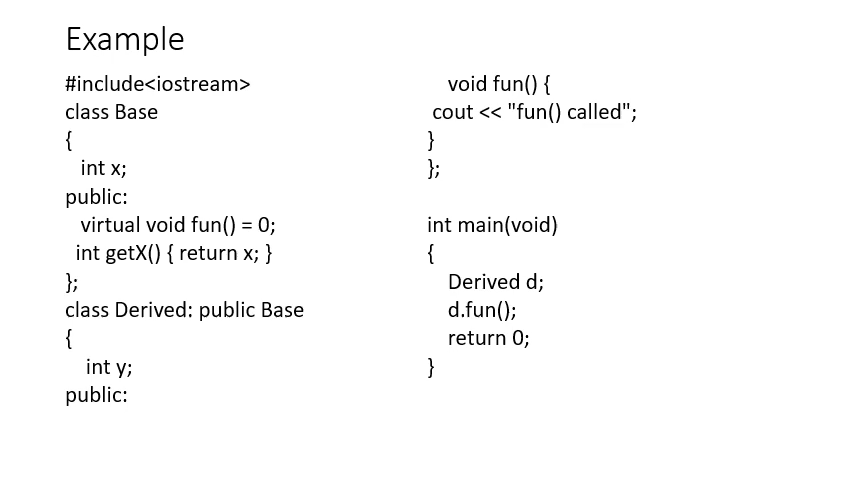 Example
#include<iostream>
class Base
{
int x;
public:
virtual void fun() = 0;
int getX() { return x; }
};
class Derived: public Base
{
int y;
public:
void fun() {
cout << "fun() called";
}
};
int main(void)
{
Derived d;
d.fun();
return 0;
}